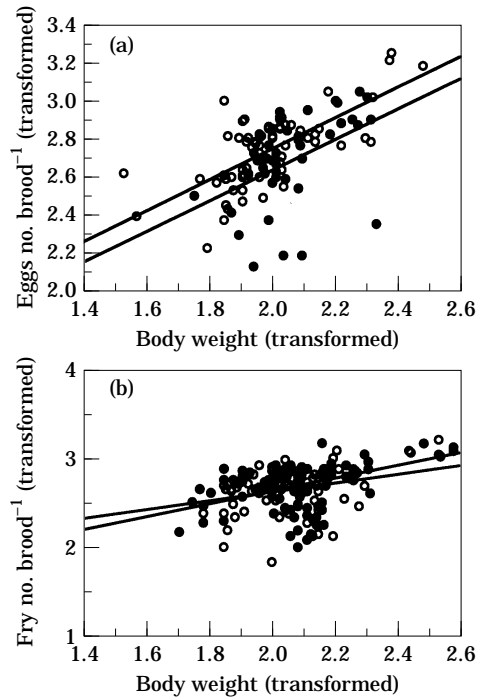 3.4
3.2
3.0
2.8
2.6
2.4
2.2
2.0
Eggs no. brood⁻¹ (transformed)
(a)
1.4 1.6 1.8 2.0 2.2 2.4 2.6
Body weight (transformed)
4
3
2
1
Fry no. brood⁻¹ (transformed)
(b)
1.4 1.6 1.8 2.0 2.2 2.4 2.6
Body weight (transformed)